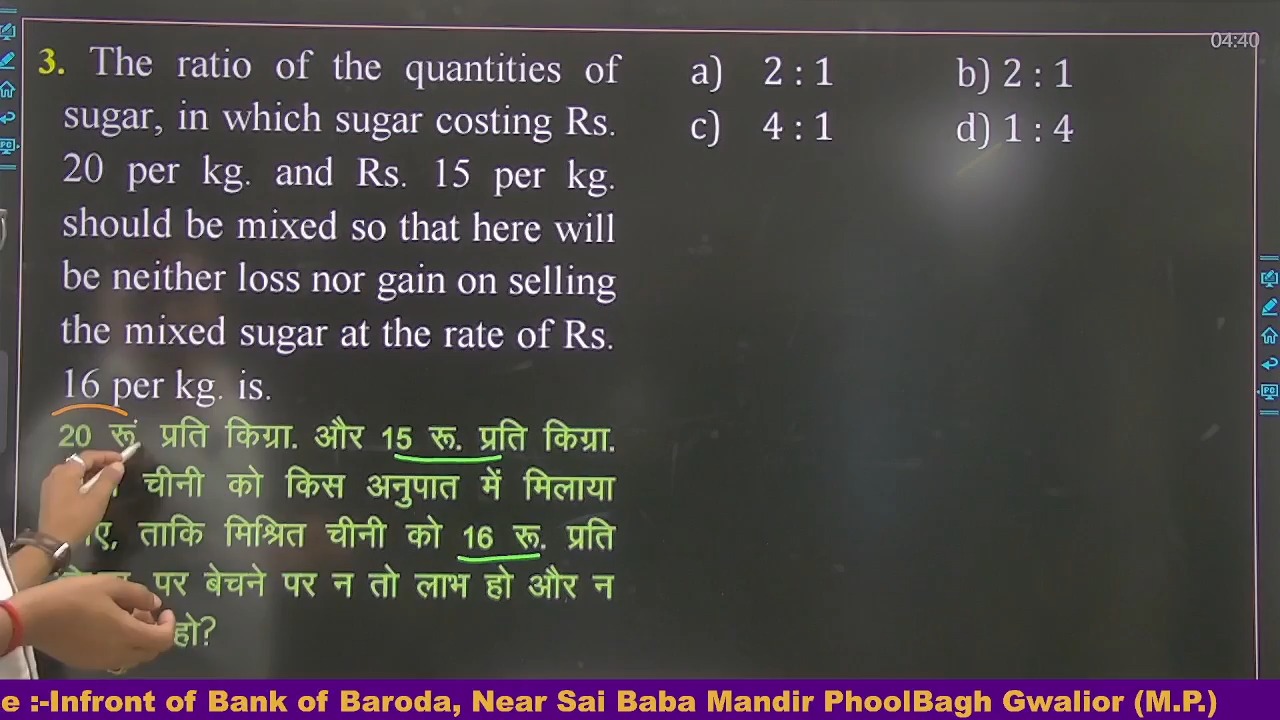 04:40
3. The ratio of the quantities of
sugar, in which sugar costing Rs.
20 per kg. and Rs. 15 per kg.
should be mixed so that here will
be neither loss nor gain on selling
the mixed sugar at the rate of Rs.
16 per kg. is.
a) 2 : 1 b) 2 : 1
c) 4 : 1 d) 1 : 4
20 रू प्रति किग्रा. और 15 रू. प्रति किग्रा.
चीनी को किस अनुपात में मिलाया
ताकि मिश्रित चीनी को 16 रू. प्रति
पर बेचने पर न तो लाभ हो और न
हो?
e :-Infront of Bank of Baroda, Near Sai Baba Mandir PhoolBagh Gwalior (M.P.)